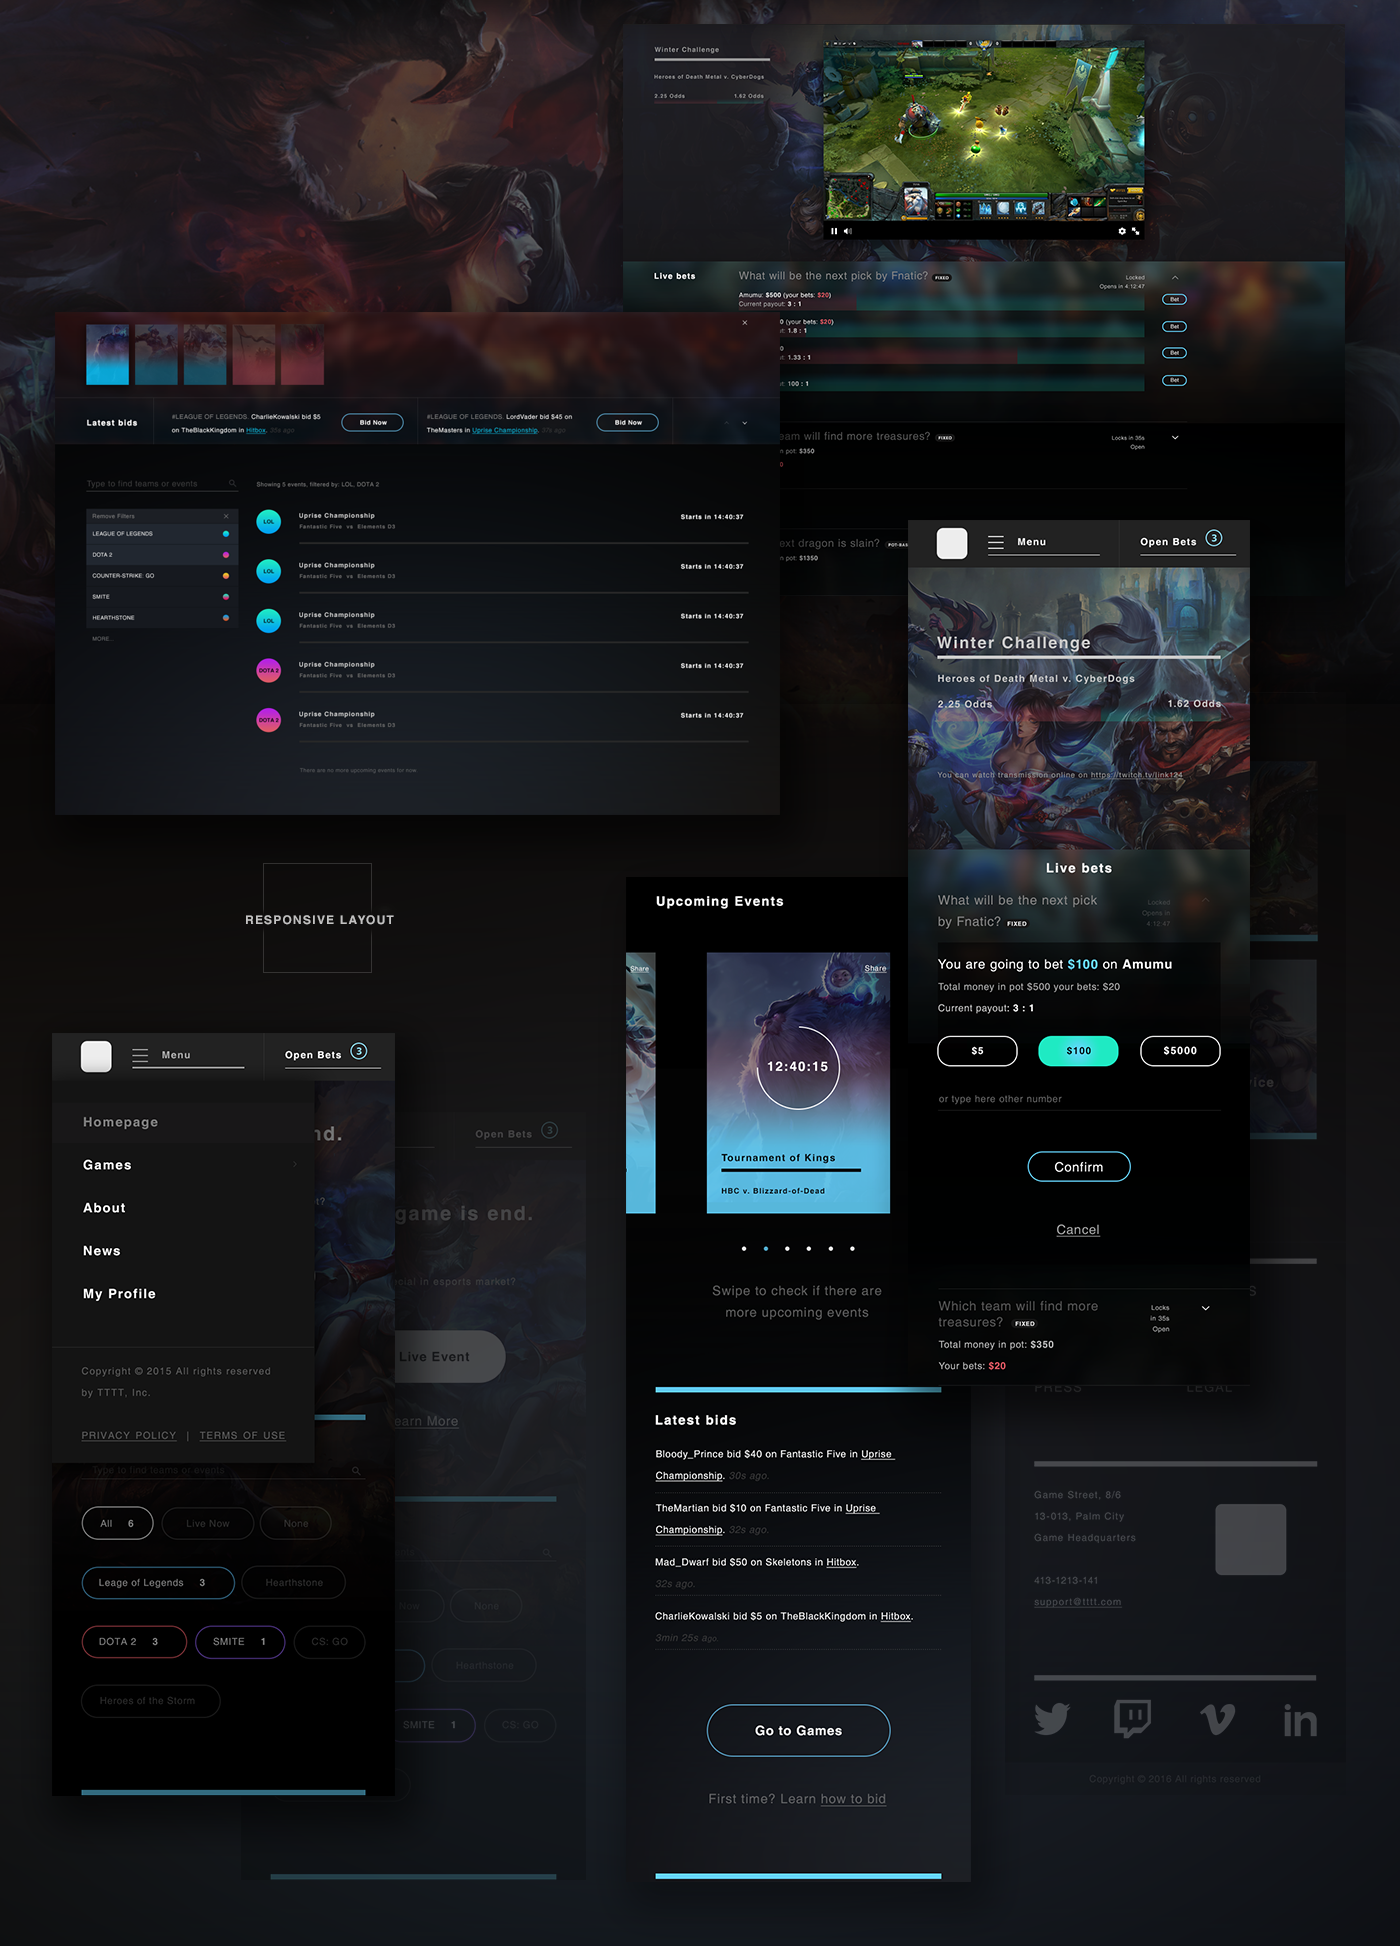 Winter Challenge
Heroes of Death Metal v. CyberDogs
2.25 Odds 1.62 Odds
Live bets
What will be the next pick by Fnatic? FIXED
Locked
Opens in 4:12:47
Amumu: $500 (your bets: $20)
Current payout: 3 : 1
Bet
(your bets: $20)
1.8 : 1
Bet
1.33 : 1
Bet
100 : 1
Bet
will find more treasures? FIXED
pot: $350
Locks in 35s
Open
dragon is slain?
pot: $1350
Latest bids
#LEAGUE OF LEGENDS. CharlieKowalski bid $5
on TheBlackKingdom in Hitbox. 30s ago
Bid Now
#LEAGUE OF LEGENDS. LordVader bid $45 on
TheMasters in Uprise Championship. 37s ago
Bid Now
Type to find teams or events
Remove Filters
LEAGUE OF LEGENDS
DOTA 2
COUNTER-STRIKE: GO
SMITE
HEARTHSTONE
MORE...
Showing 5 events, filtered by: LOL, DOTA 2
LOL
Uprise Championship
Fantastic Five vs Elements D3
Starts in 14:40:37
LOL
Uprise Championship
Fantastic Five vs Elements D3
Starts in 14:40:37
LOL
Uprise Championship
Fantastic Five vs Elements D3
Starts in 14:40:37
DOTA 2
Uprise Championship
Fantastic Five vs Elements D3
Starts in 14:40:37
DOTA 2
Uprise Championship
Fantastic Five vs Elements D3
Starts in 14:40:37
There are no more upcoming events for now.
Menu
Open Bets 3
Winter Challenge
Heroes of Death Metal v. CyberDogs
2.25 Odds 1.62 Odds
You can watch transmission online on https://twitch.tv/link124
Live bets
What will be the next pick
by Fnatic? FIXED
Locked
Opens in
4:12:47
You are going to bet $100 on Amumu
Total money in pot $500 your bets: $20
Current payout: 3 : 1
$5 $100 $5000
or type here other number
Confirm
Cancel
Which team will find more
treasures? FIXED
Locks
in 35s
Open
Total money in pot: $350
Your bets: $20
RESPONSIVE LAYOUT
Menu
Open Bets 3
Homepage
Games
About
News
My Profile
Copyright © 2015 All rights reserved
by TTTT, Inc.
PRIVACY POLICY | TERMS OF USE
Type to find teams or events
All 6
Live Now
None
Leage of Legends 3
Hearthstone
DOTA 2 3
SMITE 1
CS: GO
Heroes of the Storm
Open Bets 3
game is end.
in esports market?
Live Event
Learn More
Now
None
Hearthstone
SMITE 1
CS: GO
Upcoming Events
Share
Share
12:40:15
Tournament of Kings
HBC v. Blizzard-of-Dead
Swipe to check if there are
more upcoming events
Latest bids
Bloody_Prince bid $40 on Fantastic Five in Uprise
Championship. 30s ago.
TheMartian bid $10 on Fantastic Five in Uprise
Championship. 32s ago.
Mad_Dwarf bid $50 on Skeletons in Hitbox.
32s ago.
CharlieKowalski bid $5 on TheBlackKingdom in Hitbox.
3min 25s ago.
Go to Games
First time? Learn how to bid
PRESS LEGAL
Game Street, 8/6
13-013, Palm City
Game Headquarters
413-1213-141
support@tttt.com
Copyright © 2016 All rights reserved